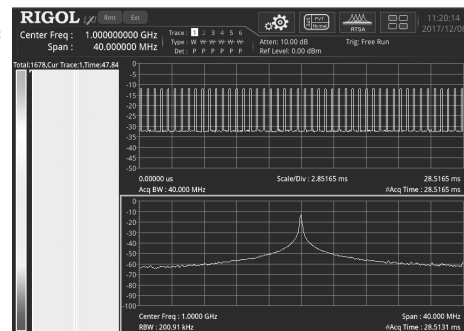 RIGOL LXI Rmt Ext
11:20:14
2017/12/08
Center Freq : 1.000000000 GHz
Span : 40.000000 MHz
Trace : 1 2 3 4 5 6
Type : W W W W W W
Det : P P P P P P
Atten: 10.00 dB
Ref Level: 0.00 dBm
Trig: Free Run
PVT
Normal
RTSA
Total:1678,Cur Trace:1,Time:47.84
0
-5
-10
-15
-20
-25
-30
-35
-40
-45
-50
0.00000 us Scale/Div : 2.85165 ms 28.5165 ms
Acq BW : 40.000 MHz #Acq Time : 28.5165 ms
0
-10
-20
-30
-40
-50
-60
-70
-80
-90
-100
Center Freq : 1.0000 GHz Span : 40.000 MHz
RBW : 200.91 kHz #Acq Time : 28.5131 ms